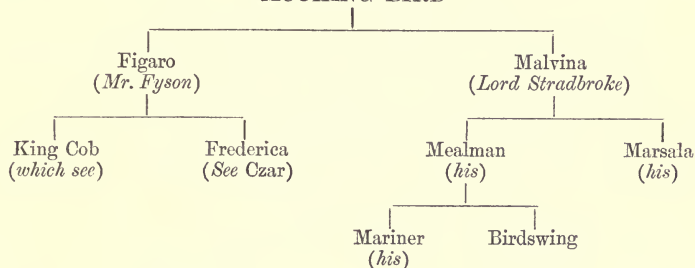 Figaro Malvina
(Mr. Fyson) (Lord Stradbroke)
King Cob Frederica Mealman Marsala
(which see) (See Czar) (his) (his)
Mariner Birdswing
(his)